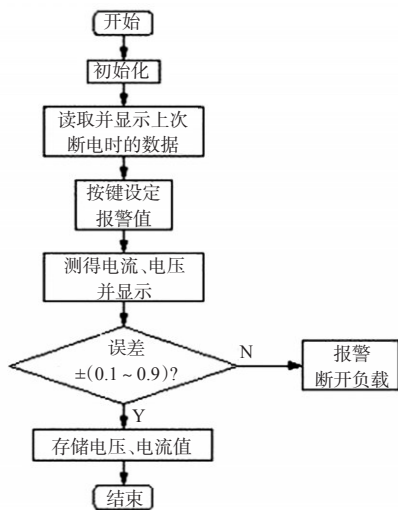 开始
初始化
读取并显示上次
断电时的数据
按键设定
报警值
测得电流、电压
并显示
误差
±(0.1～0.9)?
N
报警
断开负载
Y
存储电压、电流值
结束